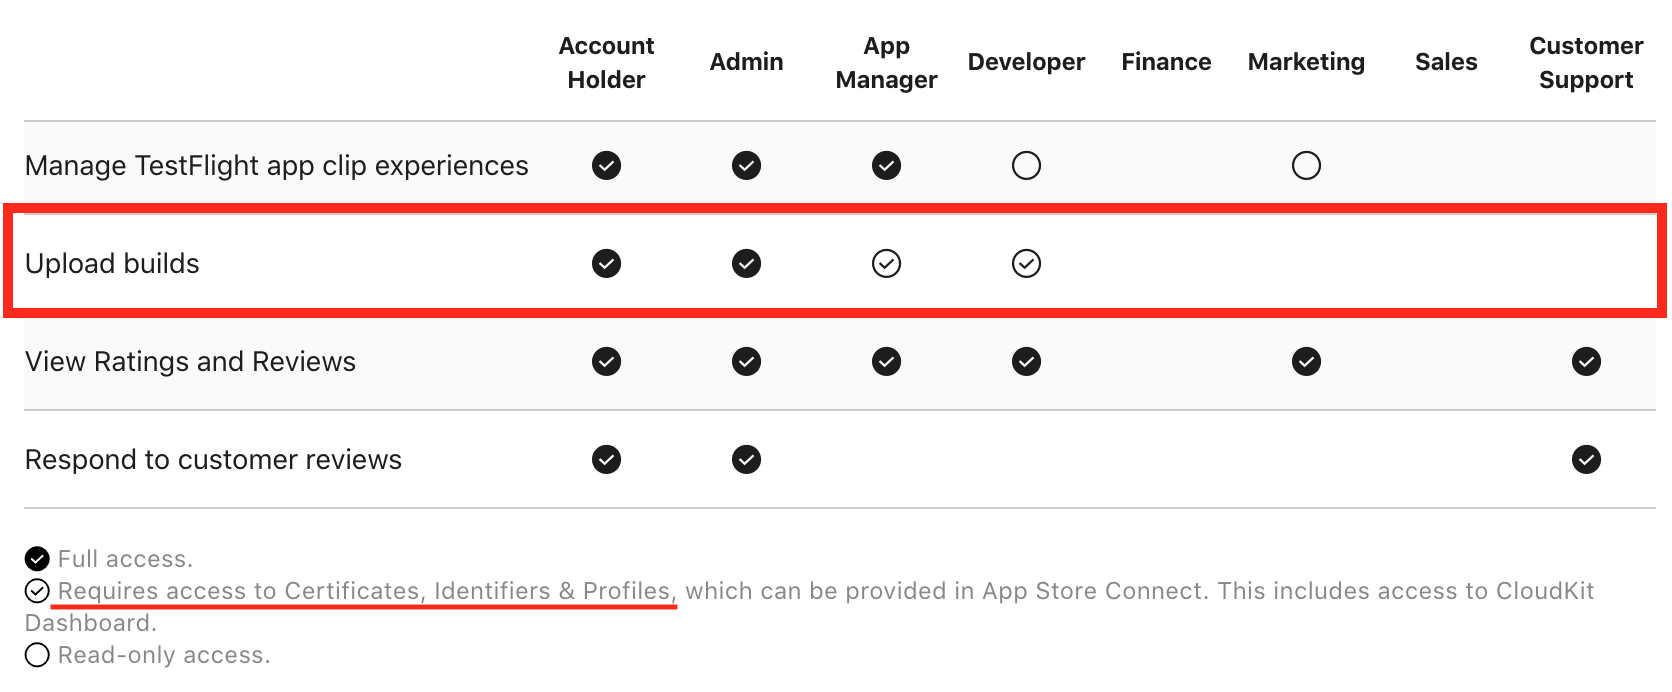 Account Holder
Admin
App Manager
Developer
Finance
Marketing
Sales
Customer Support
Manage TestFlight app clip experiences
Upload builds
View Ratings and Reviews
Respond to customer reviews
Full access.
Requires access to Certificates, Identifiers & Profiles, which can be provided in App Store Connect. This includes access to CloudKit
Dashboard.
Read-only access.